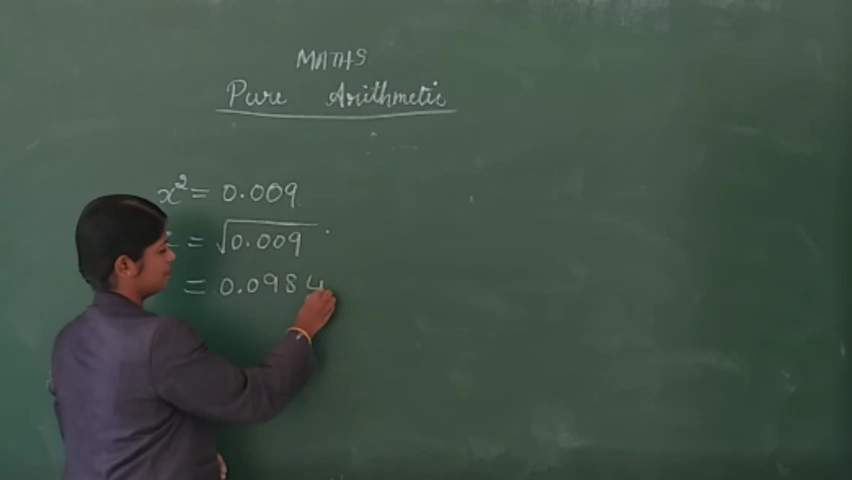 MATHS
Pure Arithmetic
x² = 0.009
= √0.009
= 0.0984